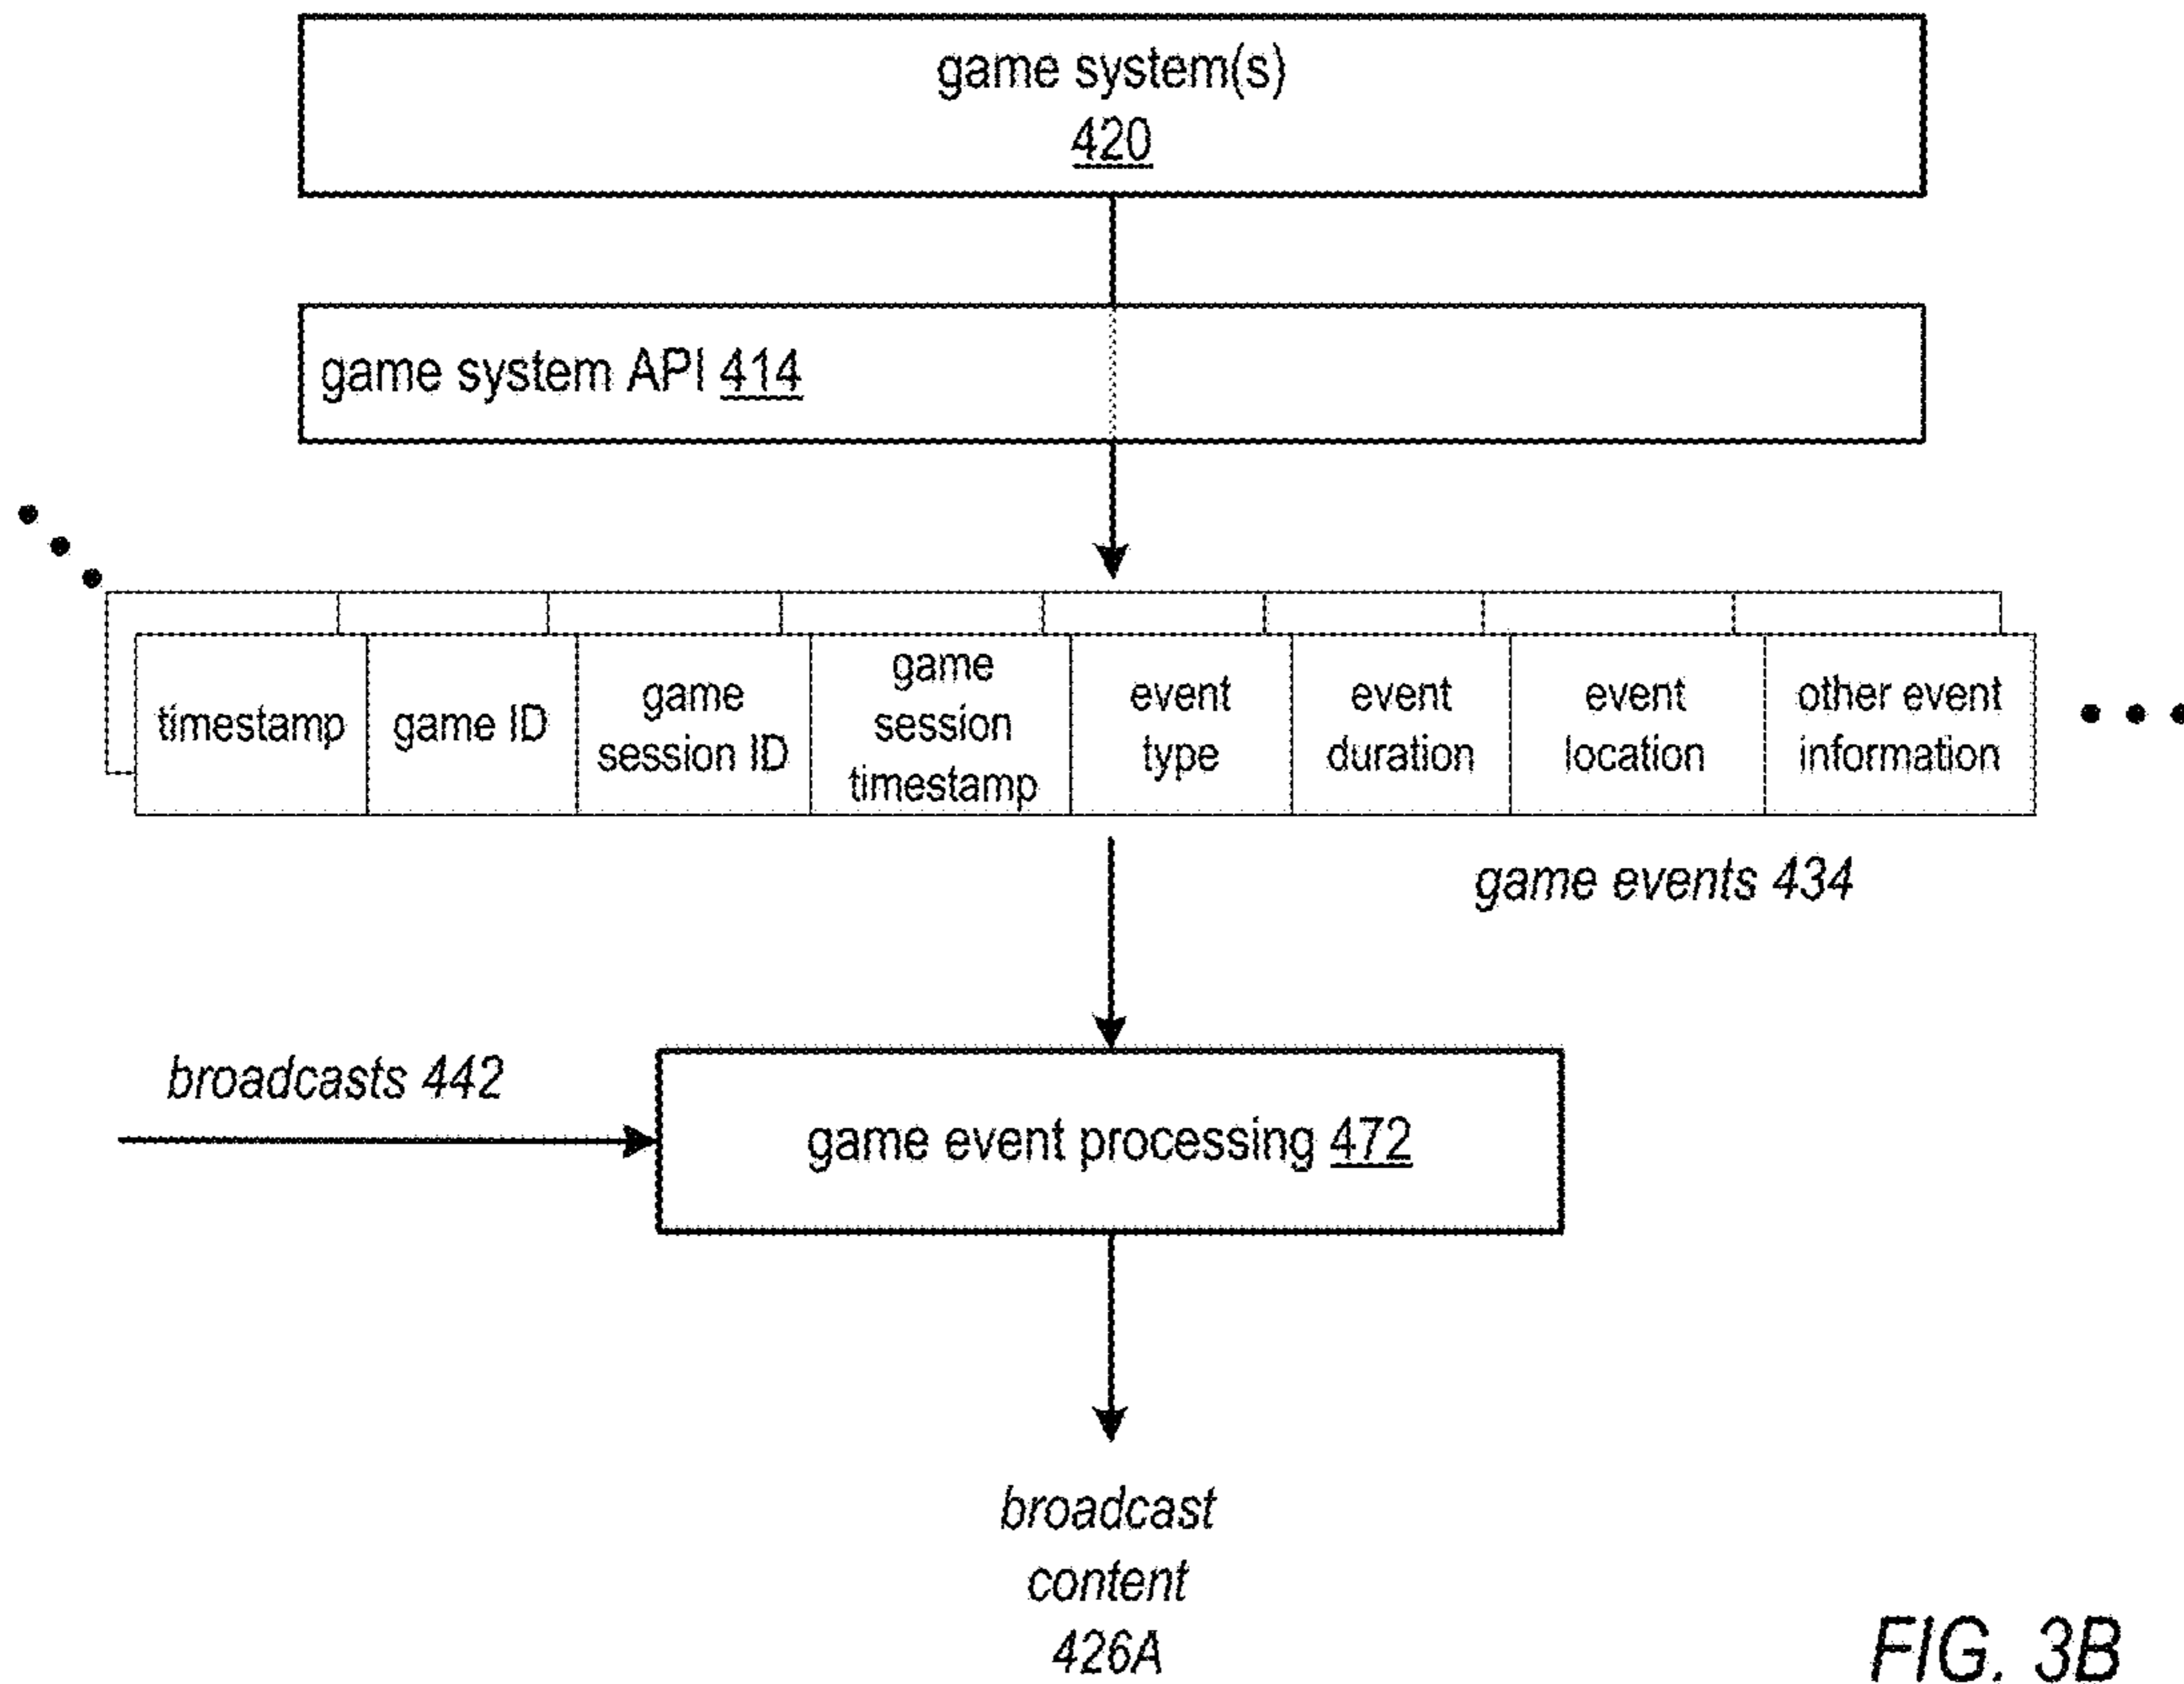 game system(s)
420
game system API 414
timestamp
game ID
game
session ID
game
session
timestamp
event
type
event
duration
event
location
other event
information
game events 434
broadcasts 442
game event processing 472
broadcast
content
426A
FIG. 3B